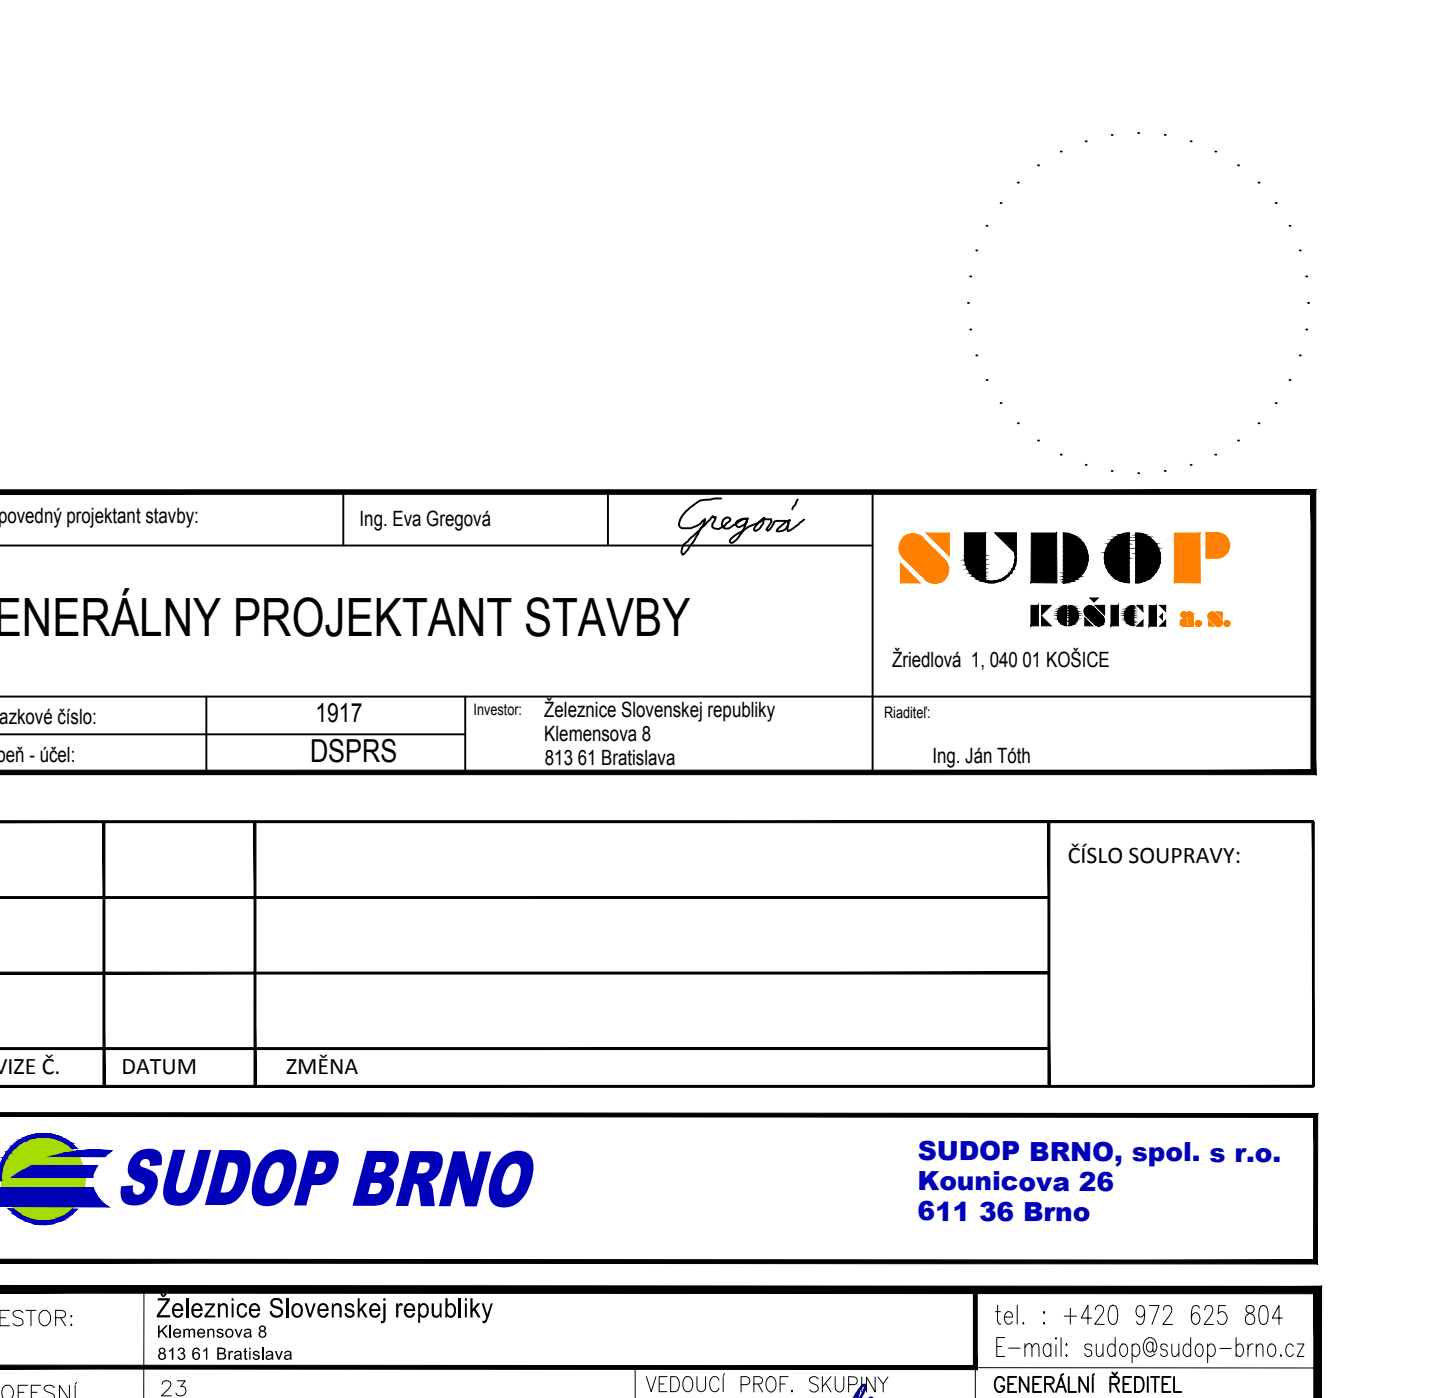 povedný projektant stavby:
Ing. Eva Gregová
Gregová
SUDOP
KOŠICE a.s.
Žriedlová 1, 040 01 KOŠICE
ENERÁLNY PROJEKTANT STAVBY
azkové číslo:
1917
peň - účel:
DSPRS
Investor:
Železnice Slovenskej republiky
Klemensova 8
813 61 Bratislava
Riaditeľ:
Ing. Ján Tóth
ČÍSLO SOUPRAVY:
VIZE Č.
DATUM
ZMĚNA
SUDOP BRNO
SUDOP BRNO, spol. s r.o.
Kounicova 26
611 36 Brno
ESTOR:
Železnice Slovenskej republiky
Klemensova 8
813 61 Bratislava
tel. : +420 972 625 804
E-mail: sudop@sudop-brno.cz
OFESNÍ
23
VEDOUCÍ PROF. SKUPINY
GENERÁLNÍ ŘEDITEL